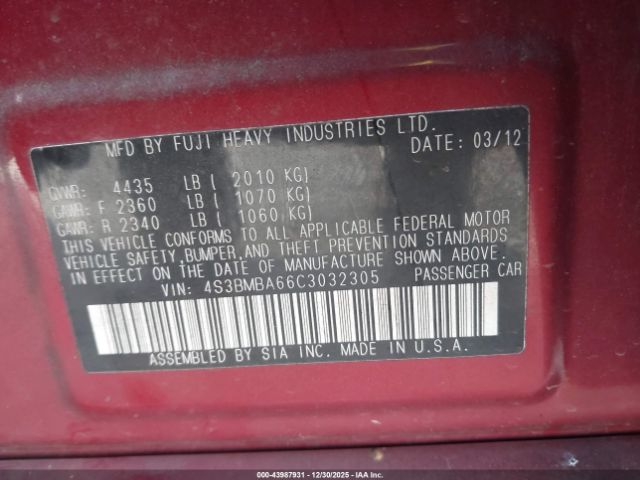 MFD BY FUJI HEAVY INDUSTRIES LTD.
DATE: 03/12
GVWR: 4435 LB ( 2010 KG)
GAWR: F 2360 LB ( 1070 KG)
GAWR: R 2340 LB ( 1060 KG)
THIS VEHICLE CONFORMS TO ALL APPLICABLE FEDERAL MOTOR
VEHICLE SAFETY, BUMPER, AND THEFT PREVENTION STANDARDS
IN EFFECT ON THE DATE OF MANUFACTURE SHOWN ABOVE.
VIN: 4S3BMBA66C3032305 PASSENGER CAR
ASSEMBLED BY SIA INC. MADE IN U.S.A.
000-43987931 - 12/30/2025 - IAAI.COM